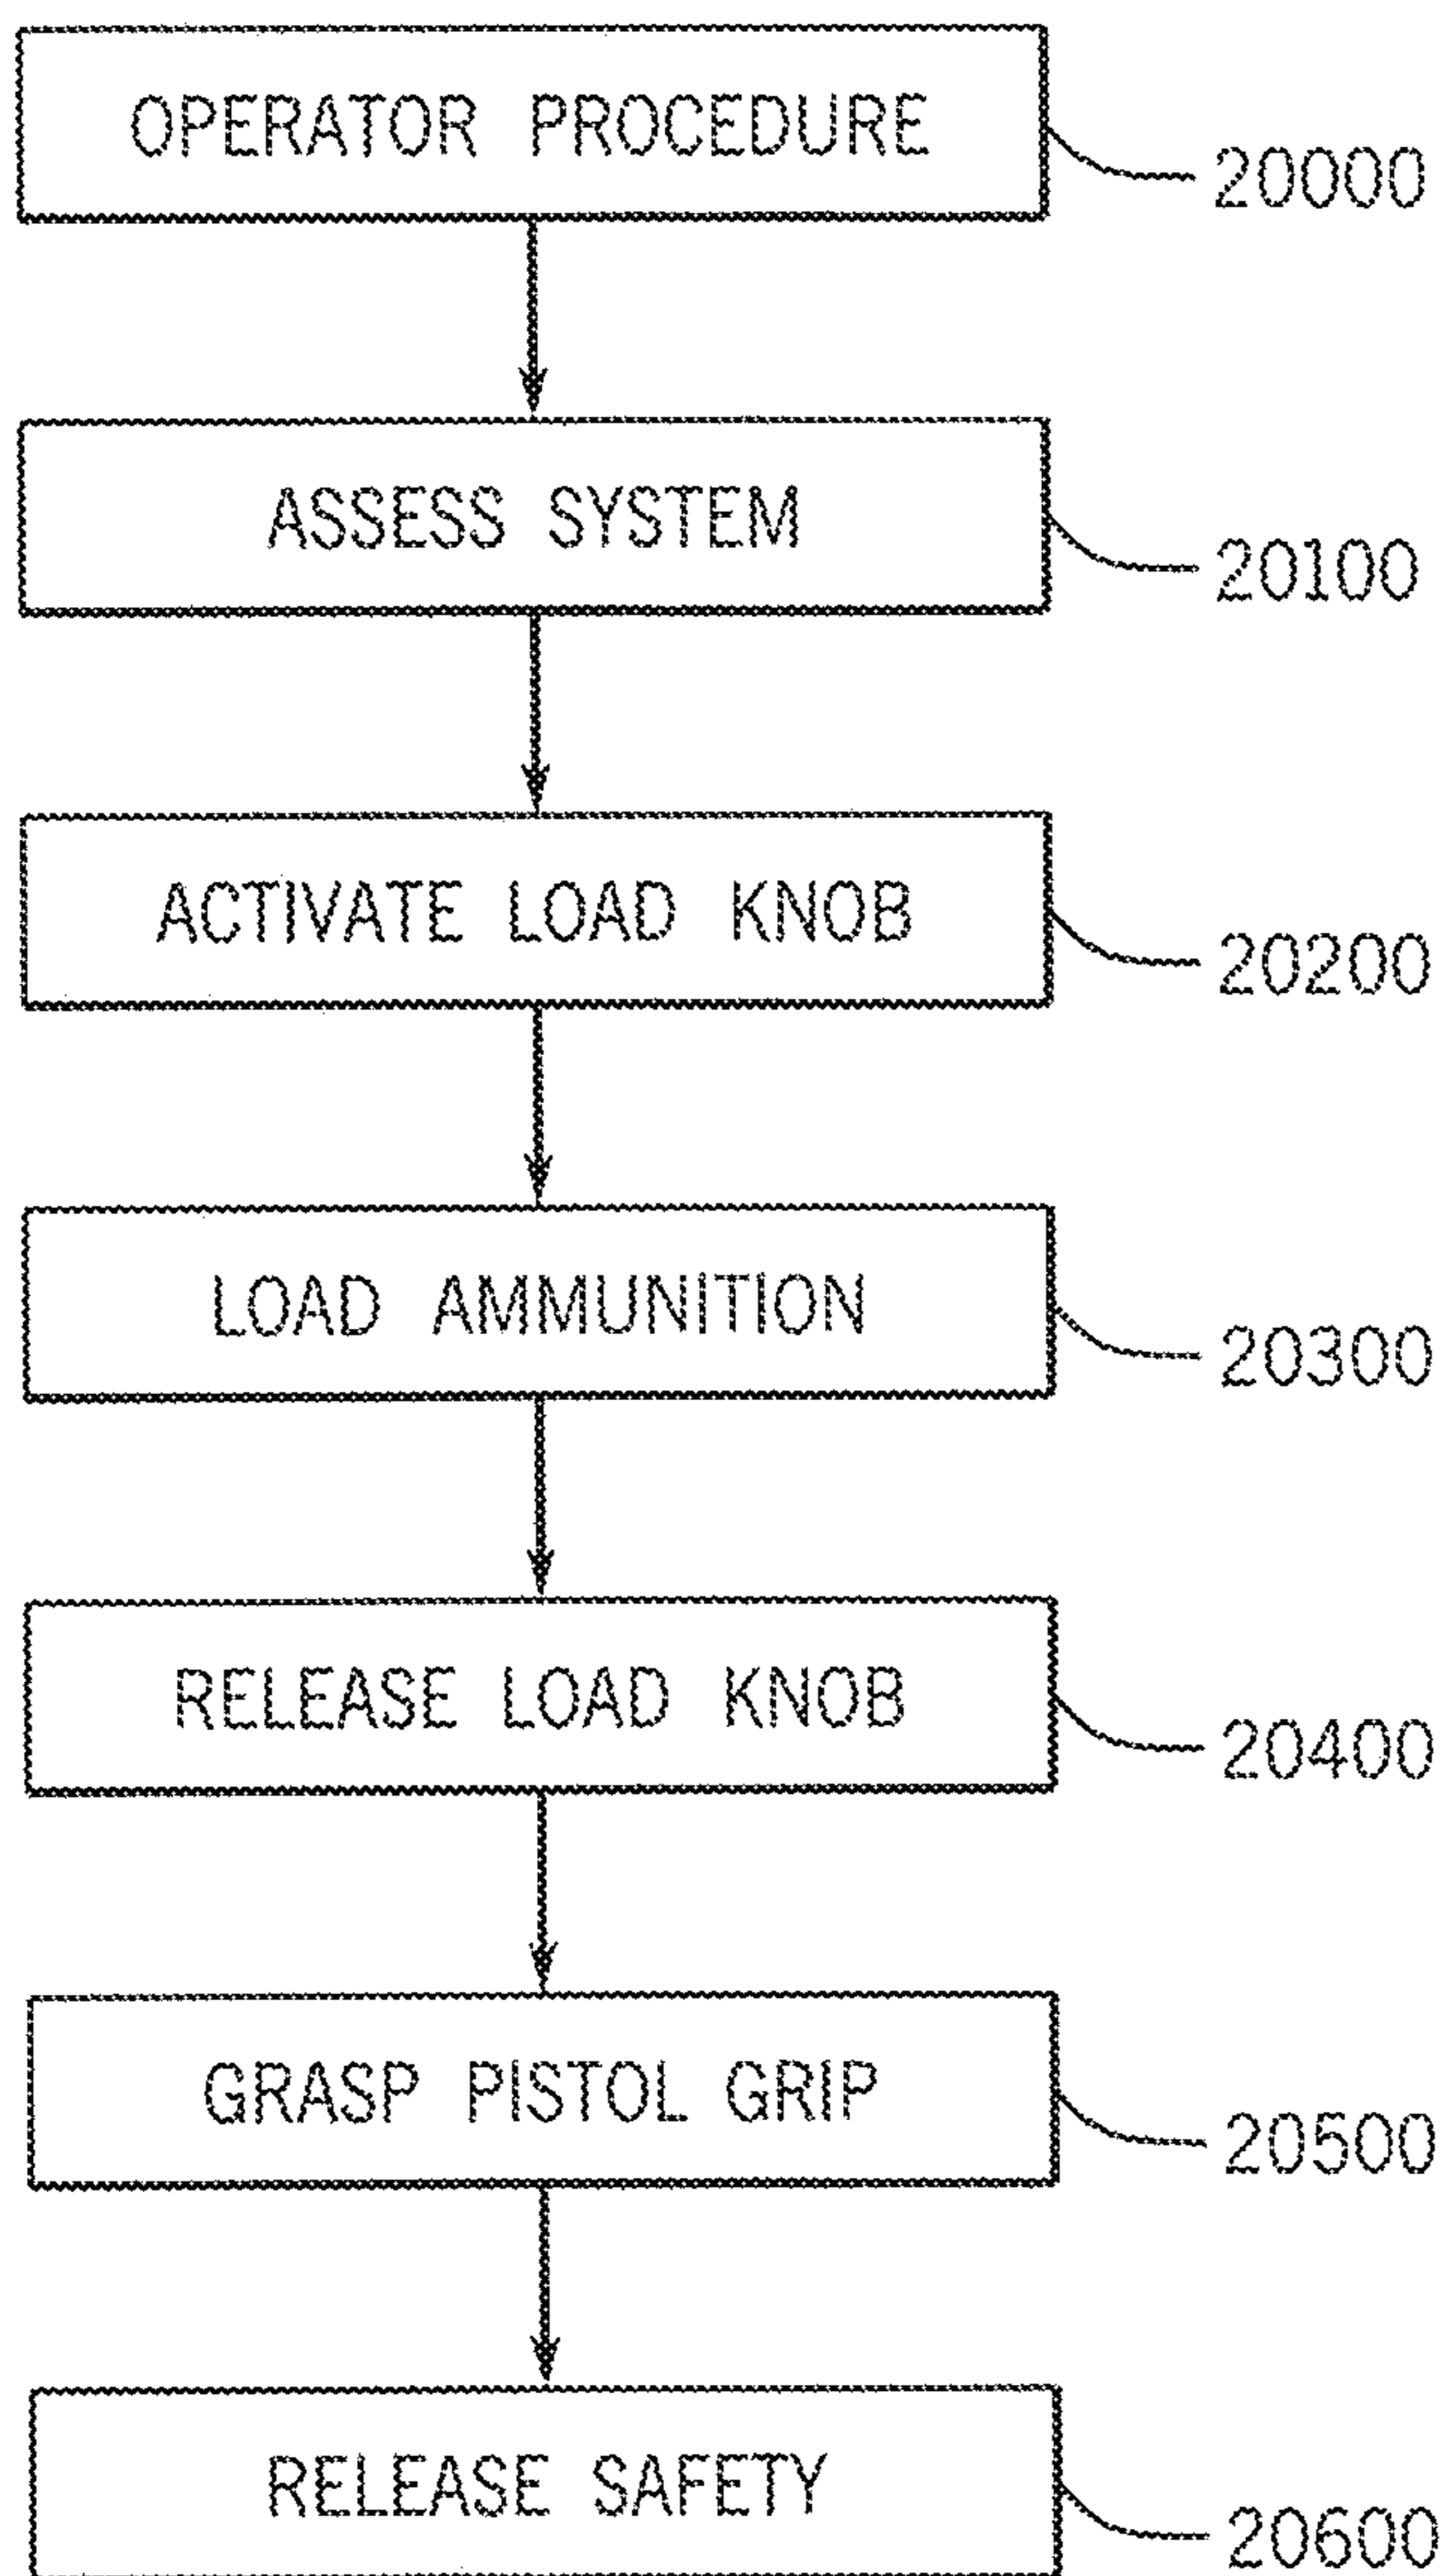 OPERATOR PROCEDURE
20000
ASSESS SYSTEM
20100
ACTIVATE LOAD KNOB
20200
LOAD AMMUNITION
20300
RELEASE LOAD KNOB
20400
GRASP PISTOL GRIP
20500
RELEASE SAFETY
20600